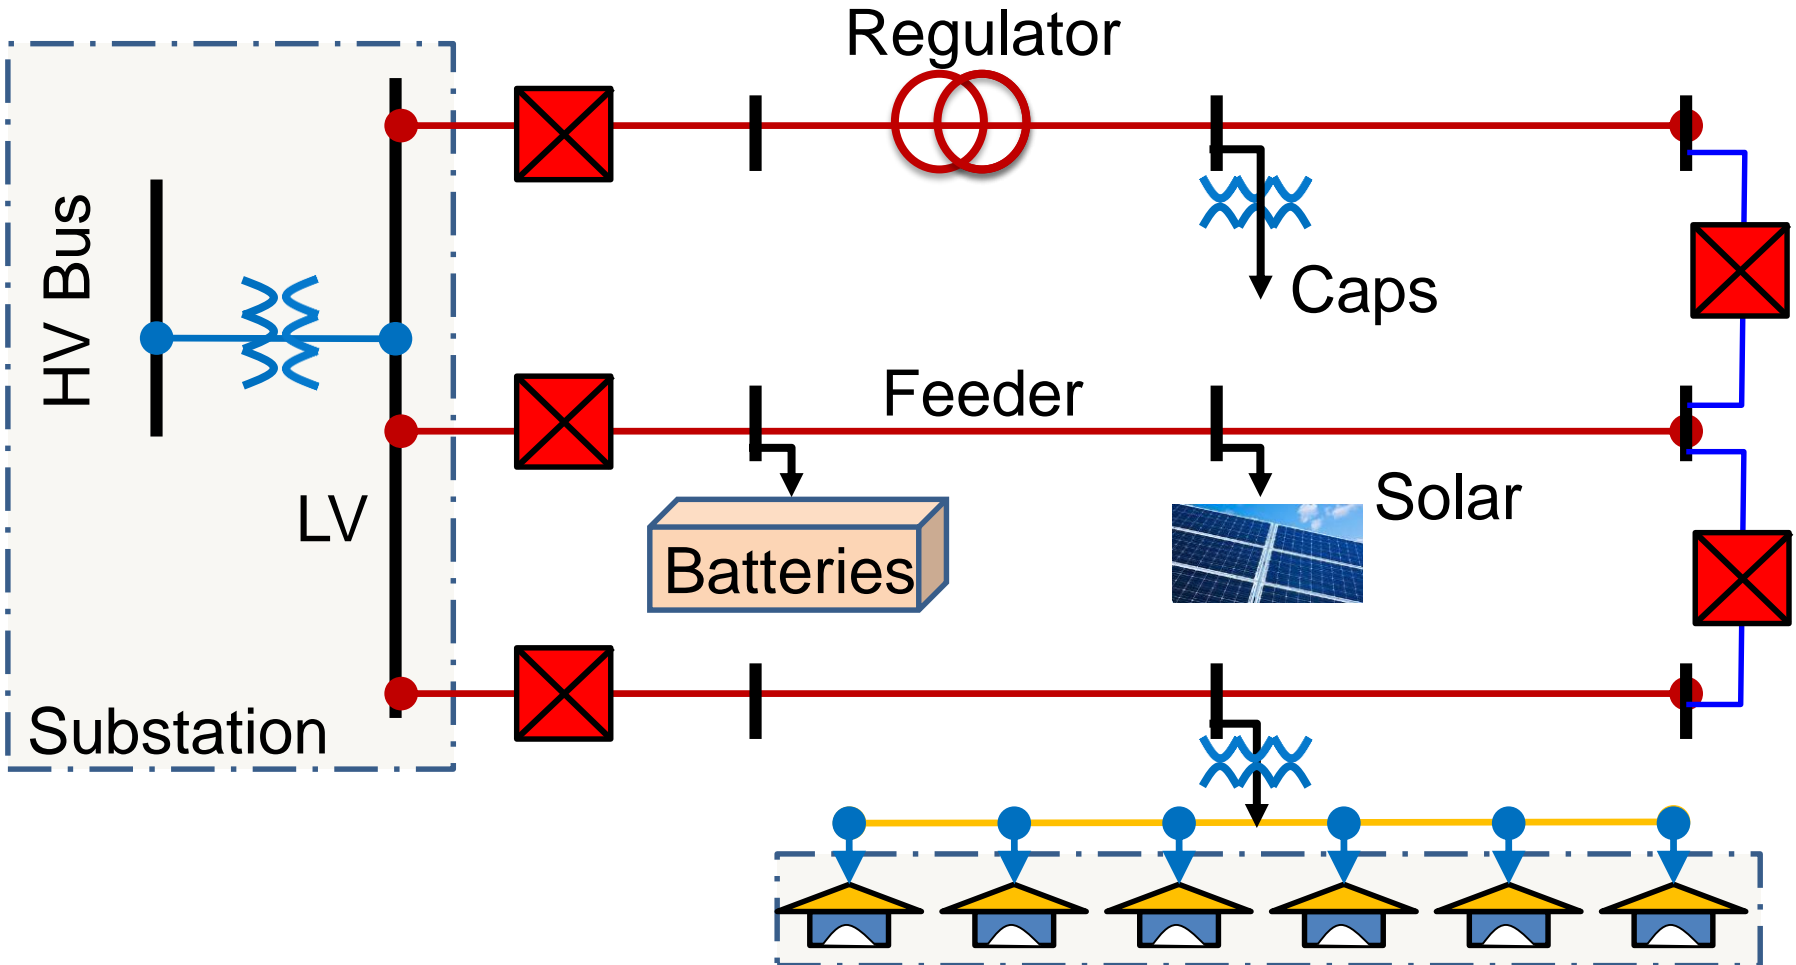 Regulator
HV Bus
Caps
Feeder
LV
Solar
Batteries
Substation